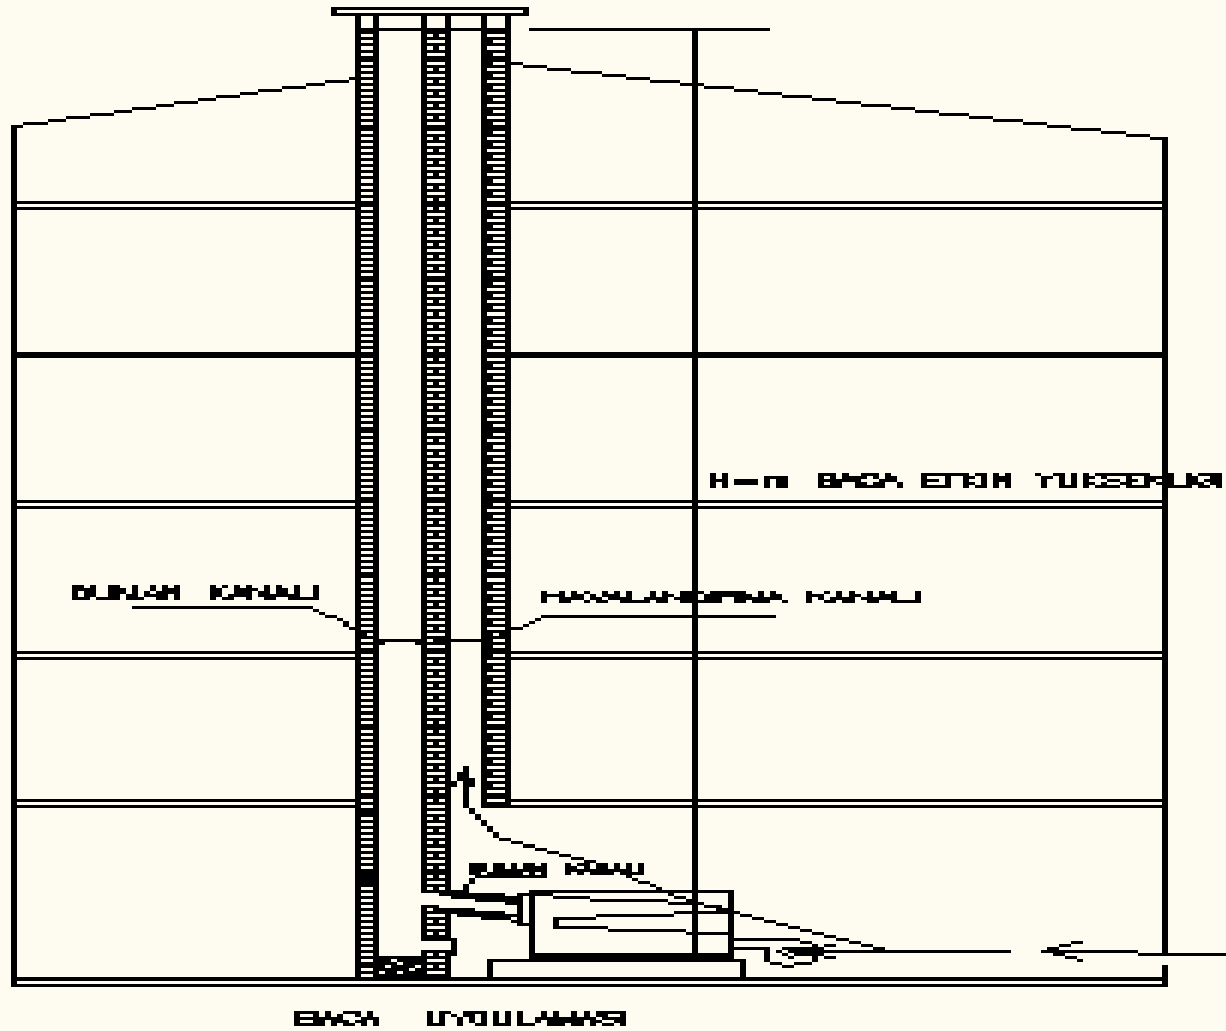 H=m BACA ETKIN YUKSEKLIGI
DUMAN KANALI
HAVALANDIRMA KANALI
DUMAN KANALI
BACA UYGULAMASI